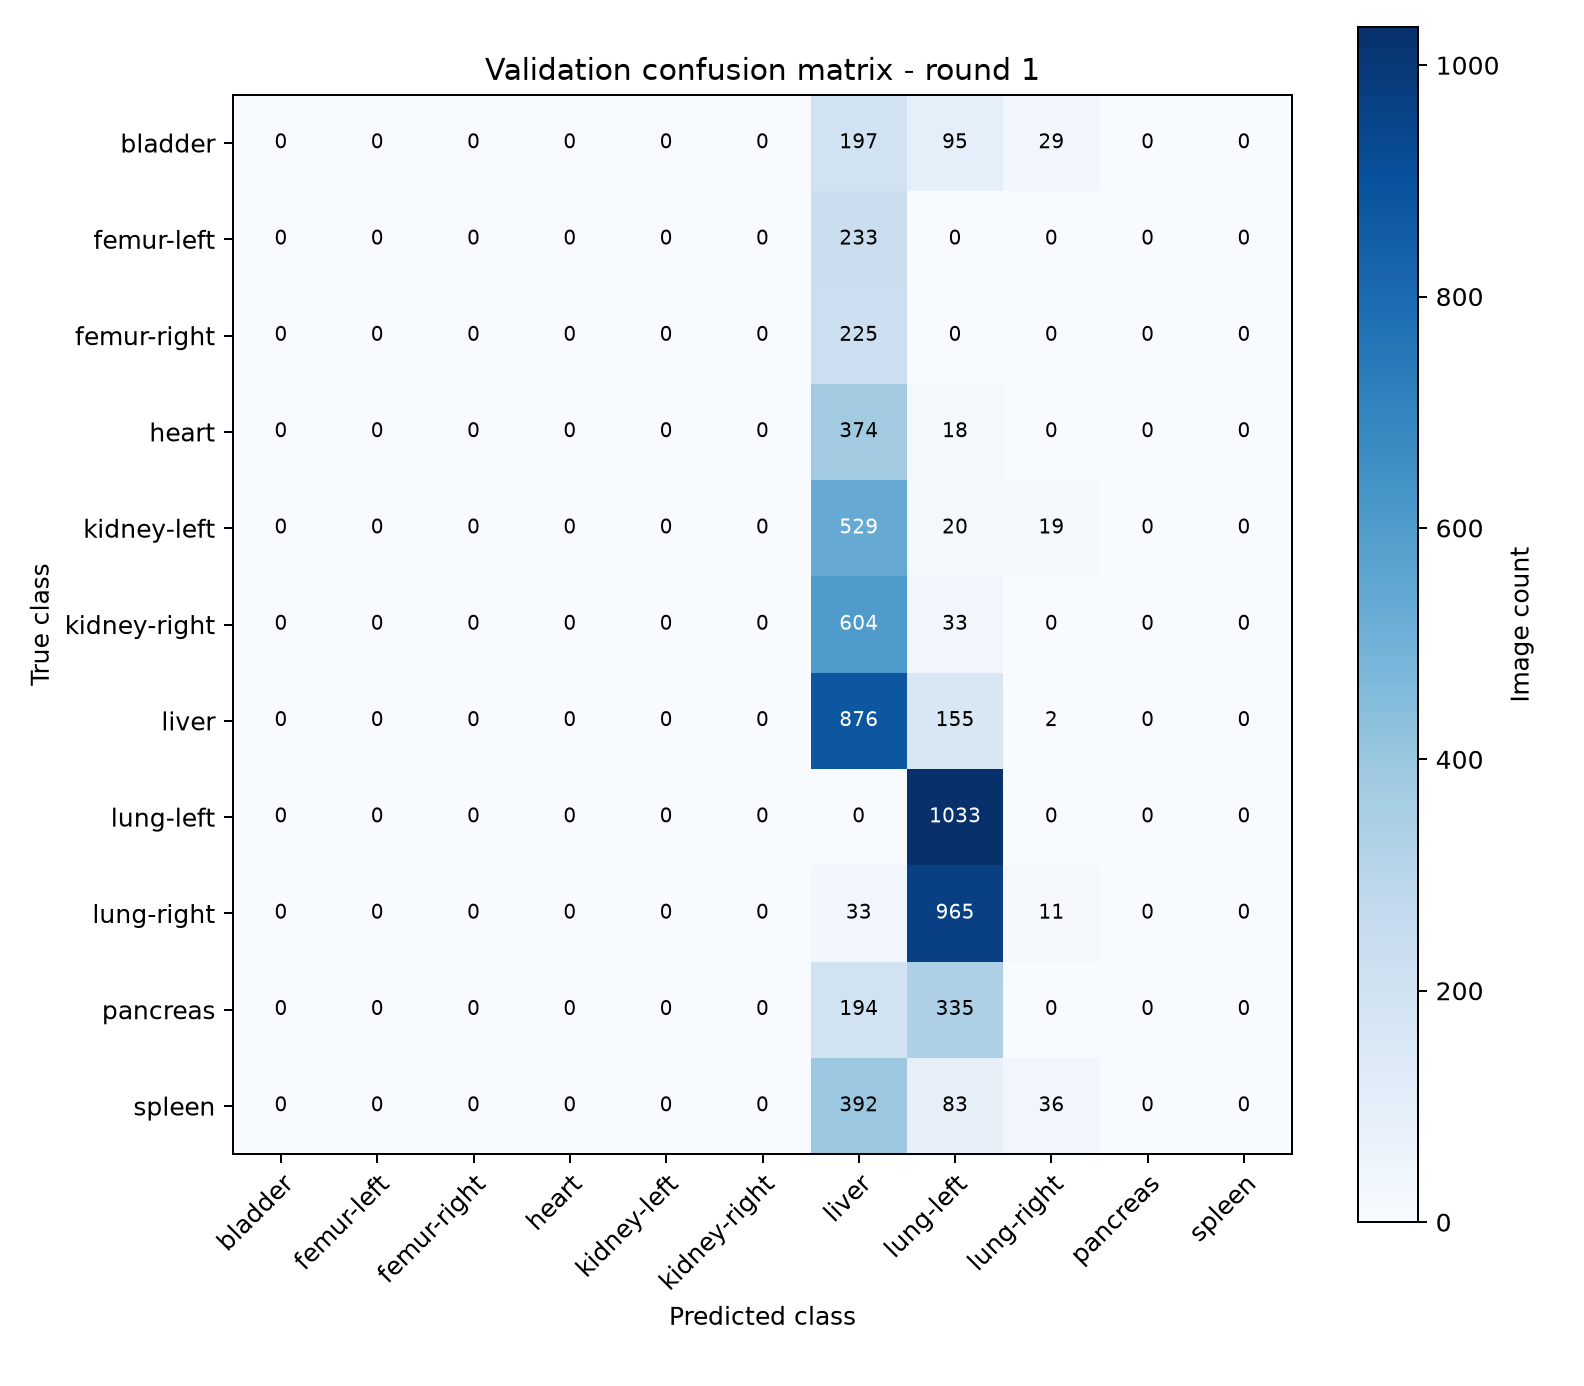 Validation confusion matrix - round 1
bladder 0 0 0 0 0 0 197 95 29 0 0
femur-left 0 0 0 0 0 0 233 0 0 0 0
femur-right 0 0 0 0 0 0 225 0 0 0 0
heart 0 0 0 0 0 0 374 18 0 0 0
kidney-left 0 0 0 0 0 0 529 20 19 0 0
kidney-right 0 0 0 0 0 0 604 33 0 0 0
liver 0 0 0 0 0 0 876 155 2 0 0
lung-left 0 0 0 0 0 0 0 1033 0 0 0
lung-right 0 0 0 0 0 0 33 965 11 0 0
pancreas 0 0 0 0 0 0 194 335 0 0 0
spleen 0 0 0 0 0 0 392 83 36 0 0
True class
bladder femur-left femur-right heart kidney-left kidney-right liver lung-left lung-right pancreas spleen
Predicted class
1000
800
600
400
200
0
Image count